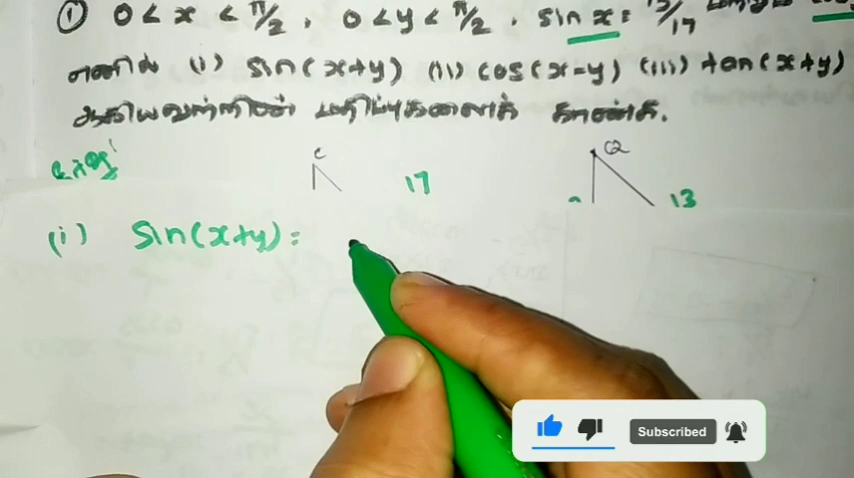 ① 0 < x < π/2, 0 < y < π/2, sin x = 15/17
எனில் (i) sin(x+y) (ii) cos(x-y) (iii) tan(x+y)
ஆகியவற்றின் மதிப்புகளைக் காண்க.
C Q
17 13
(i) sin(x+y) =
Subscribed